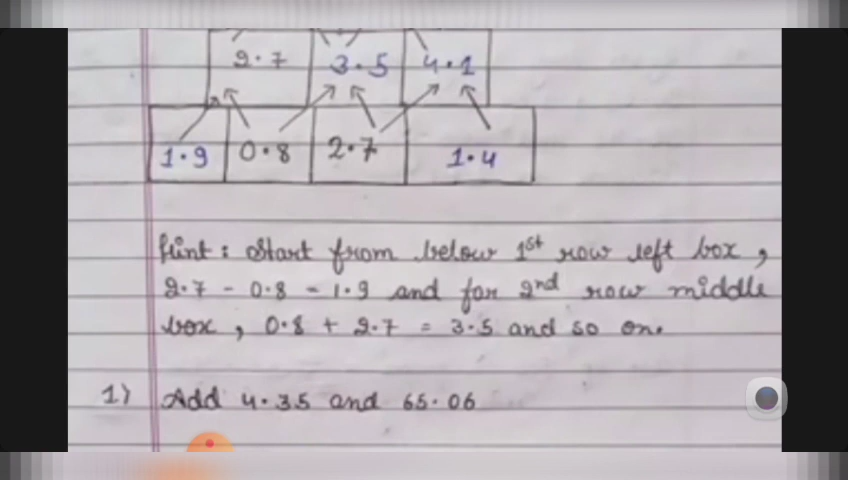 2.7 3.5 4.1
1.9 0.8 2.7 1.4
Hint : Start from below 1st row left box ,
2.7 - 0.8 = 1.9 and for 2nd row middle
box , 0.8 + 2.7 = 3.5 and so on.
1) Add 4.35 and 65.06